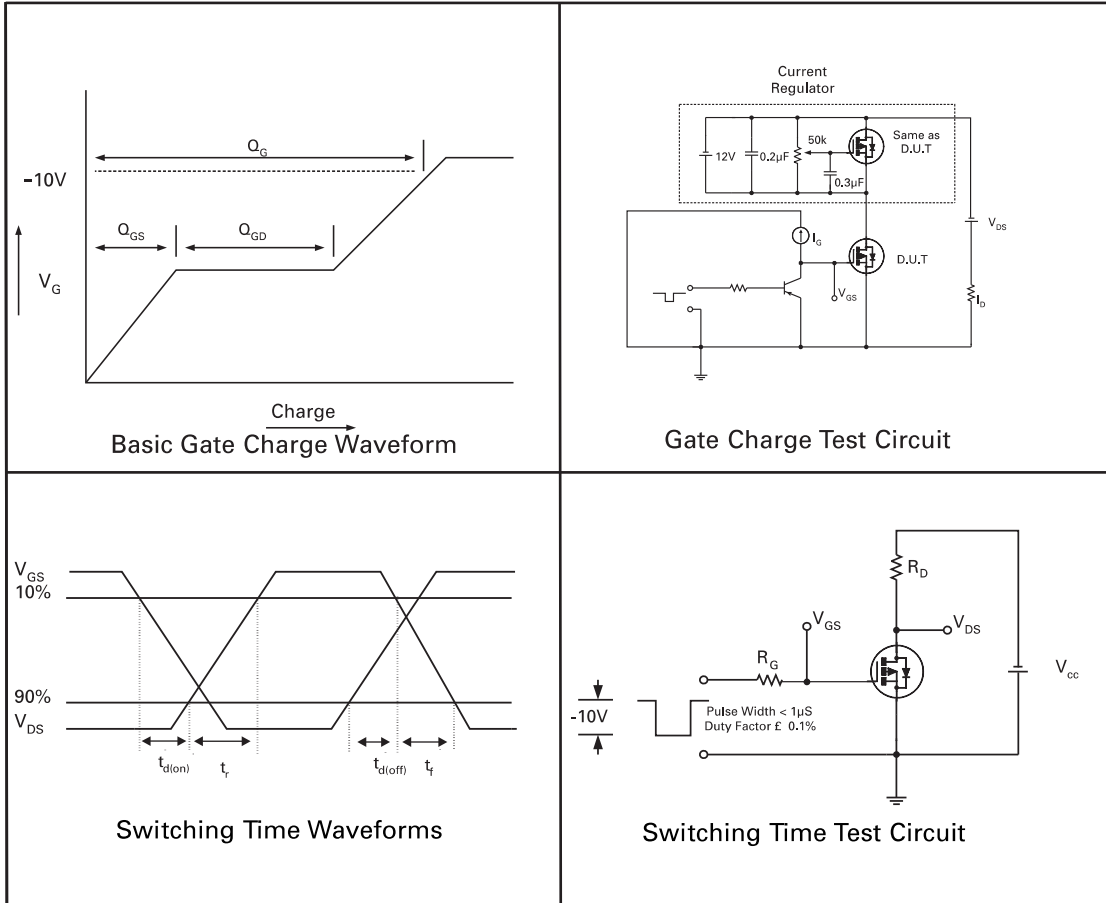 Q_G
-10V
Q_GS
Q_GD
V_G
Charge
Basic Gate Charge Waveform
Current
Regulator
12V
0.2µF
50k
0.3µF
Same as
D.U.T
I_G
V_DS
D.U.T
V_GS
I_D
Gate Charge Test Circuit
V_GS
10%
90%
V_DS
t_d(on)
t_r
t_d(off)
t_f
Switching Time Waveforms
R_D
V_GS
V_DS
R_G
V_cc
-10V
Pulse Width < 1µS
Duty Factor £ 0.1%
Switching Time Test Circuit